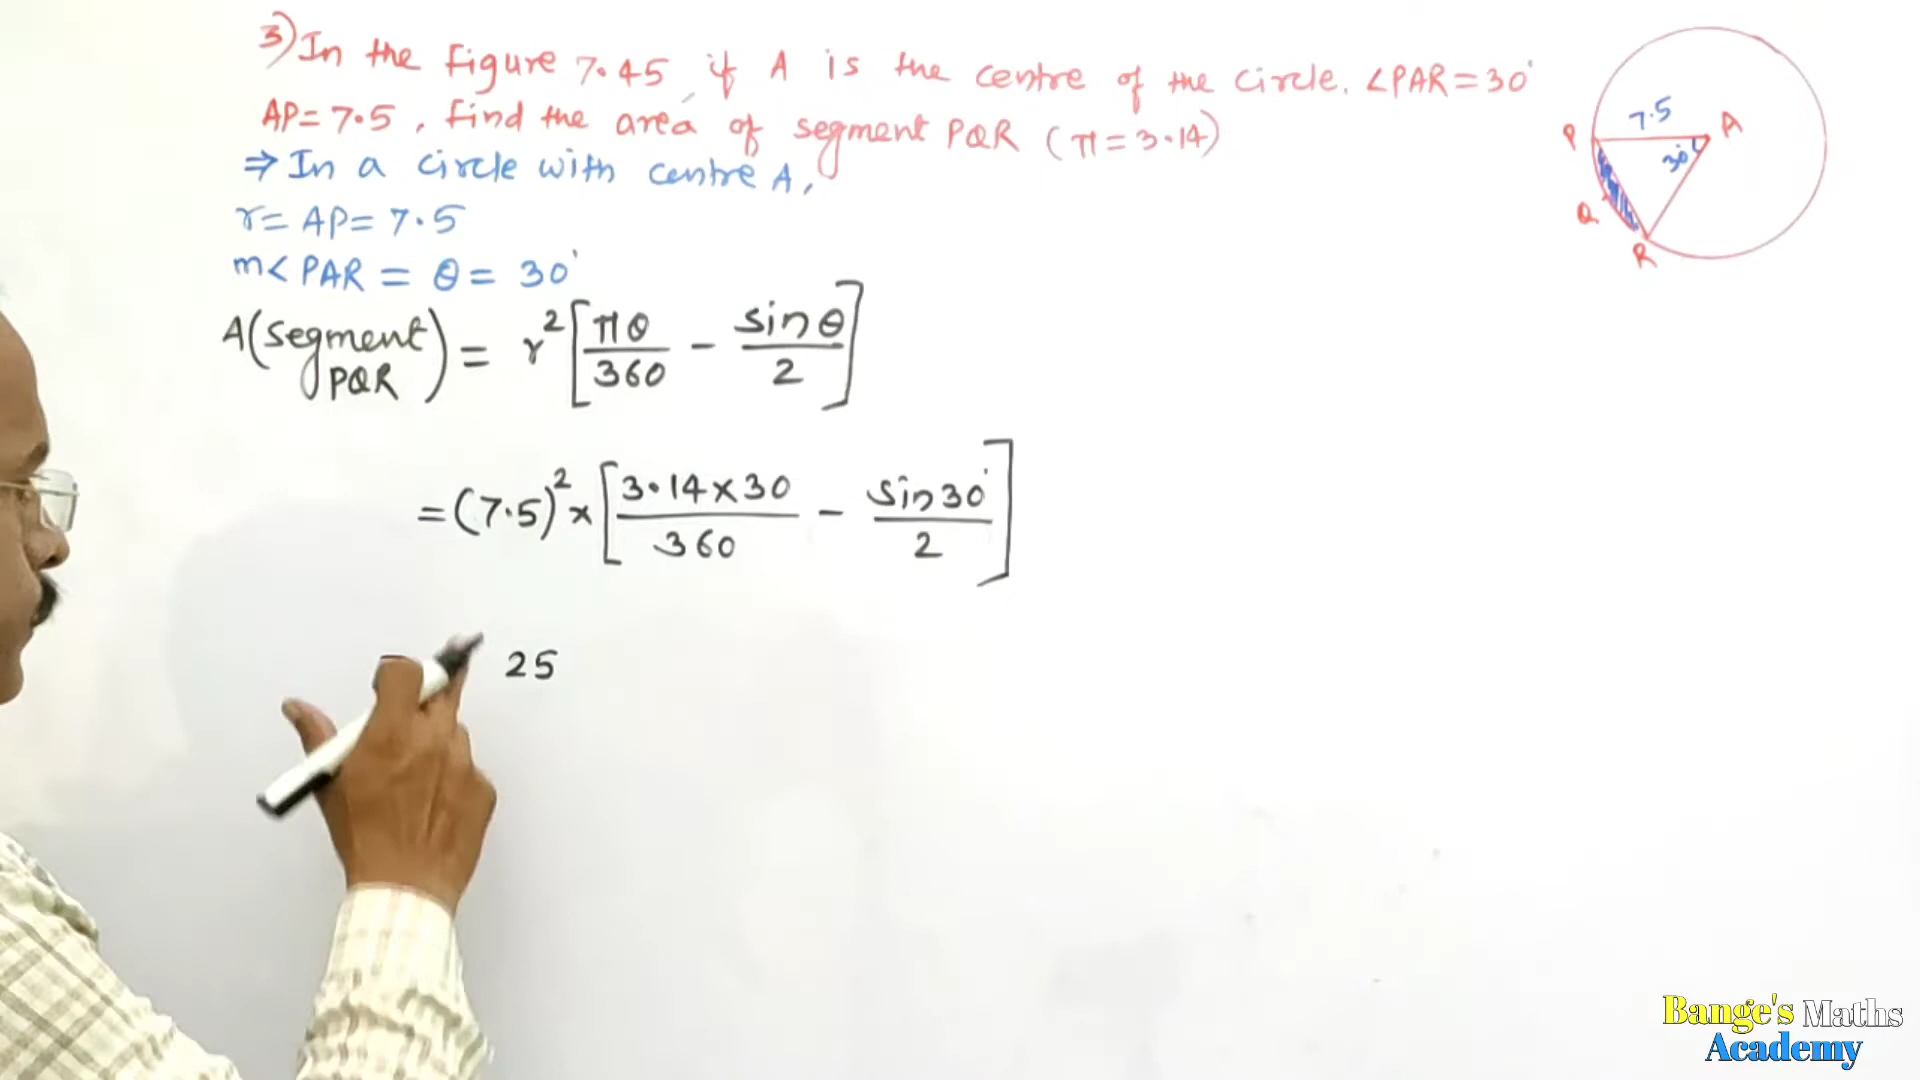 3) In the figure 7.45 if A is the centre of the circle. ∠PAR = 30°
AP = 7.5, find the area of segment PQR (π = 3.14)
⇒ In a circle with centre A,
r = AP = 7.5
m< PAR = θ = 30°
A(segment PQR) = r² [πθ/360 - sinθ/2]
= (7.5)² × [3.14×30/360 - sin30°/2]
25
7.5
P
A
30°
Q
R
Bange's Maths
Academy